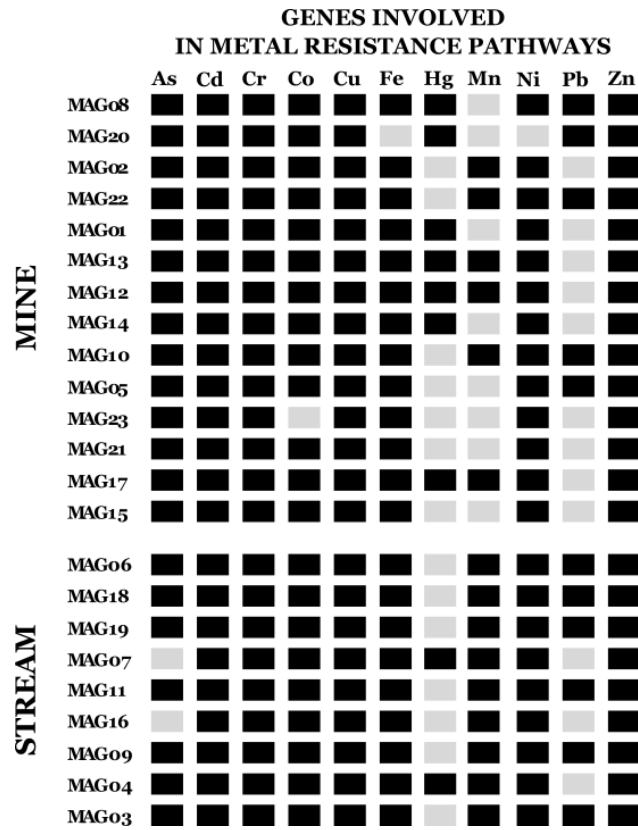 GENES INVOLVED
IN METAL RESISTANCE PATHWAYS
As Cd Cr Co Cu Fe Hg Mn Ni Pb Zn
MINE
MAG08
MAG20
MAG02
MAG22
MAG01
MAG13
MAG12
MAG14
MAG10
MAG05
MAG23
MAG21
MAG17
MAG15
STREAM
MAG06
MAG18
MAG19
MAG07
MAG11
MAG16
MAG09
MAG04
MAG03